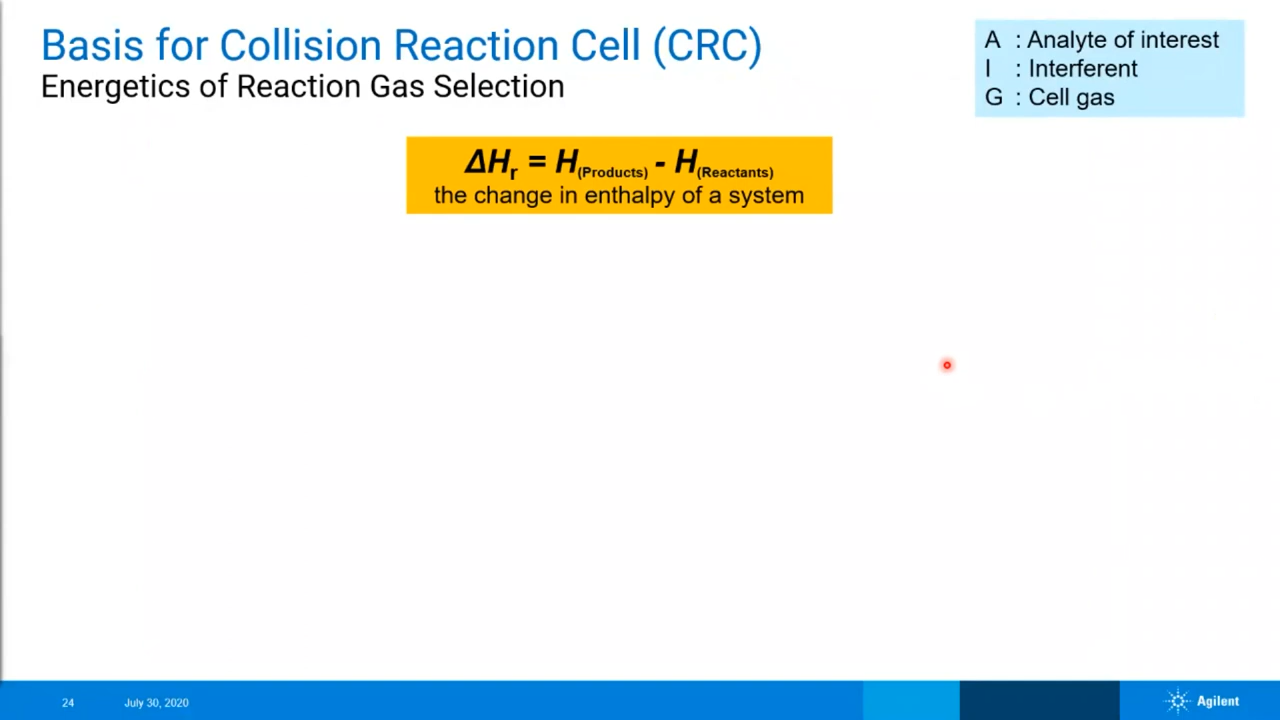 Basis for Collision Reaction Cell (CRC)
Energetics of Reaction Gas Selection
A : Analyte of interest
I : Interferent
G : Cell gas
ΔHr = H(Products) - H(Reactants)
the change in enthalpy of a system
24 July 30, 2020
Agilent